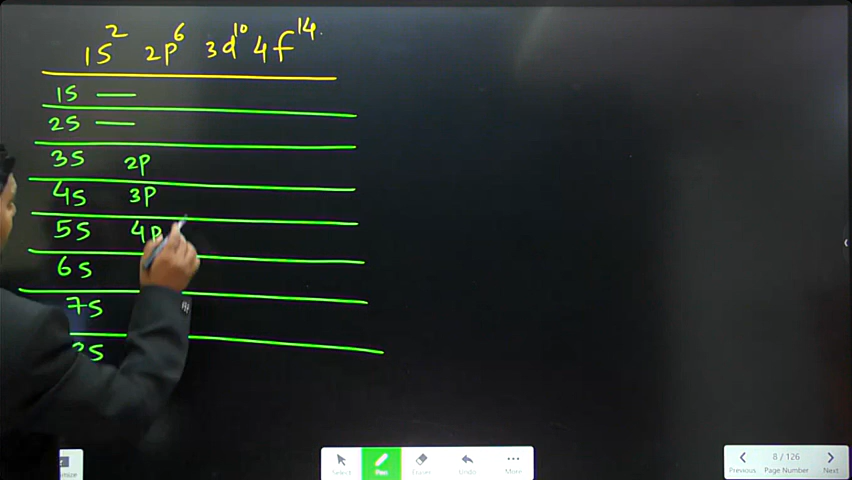 1s² 2p⁶ 3d¹⁰ 4f¹⁴
1s —
2s —
3s 2p
4s 3p
5s 4p
6s
7s
Select Pen Eraser Undo More
8 / 126
Previous Page Number Next